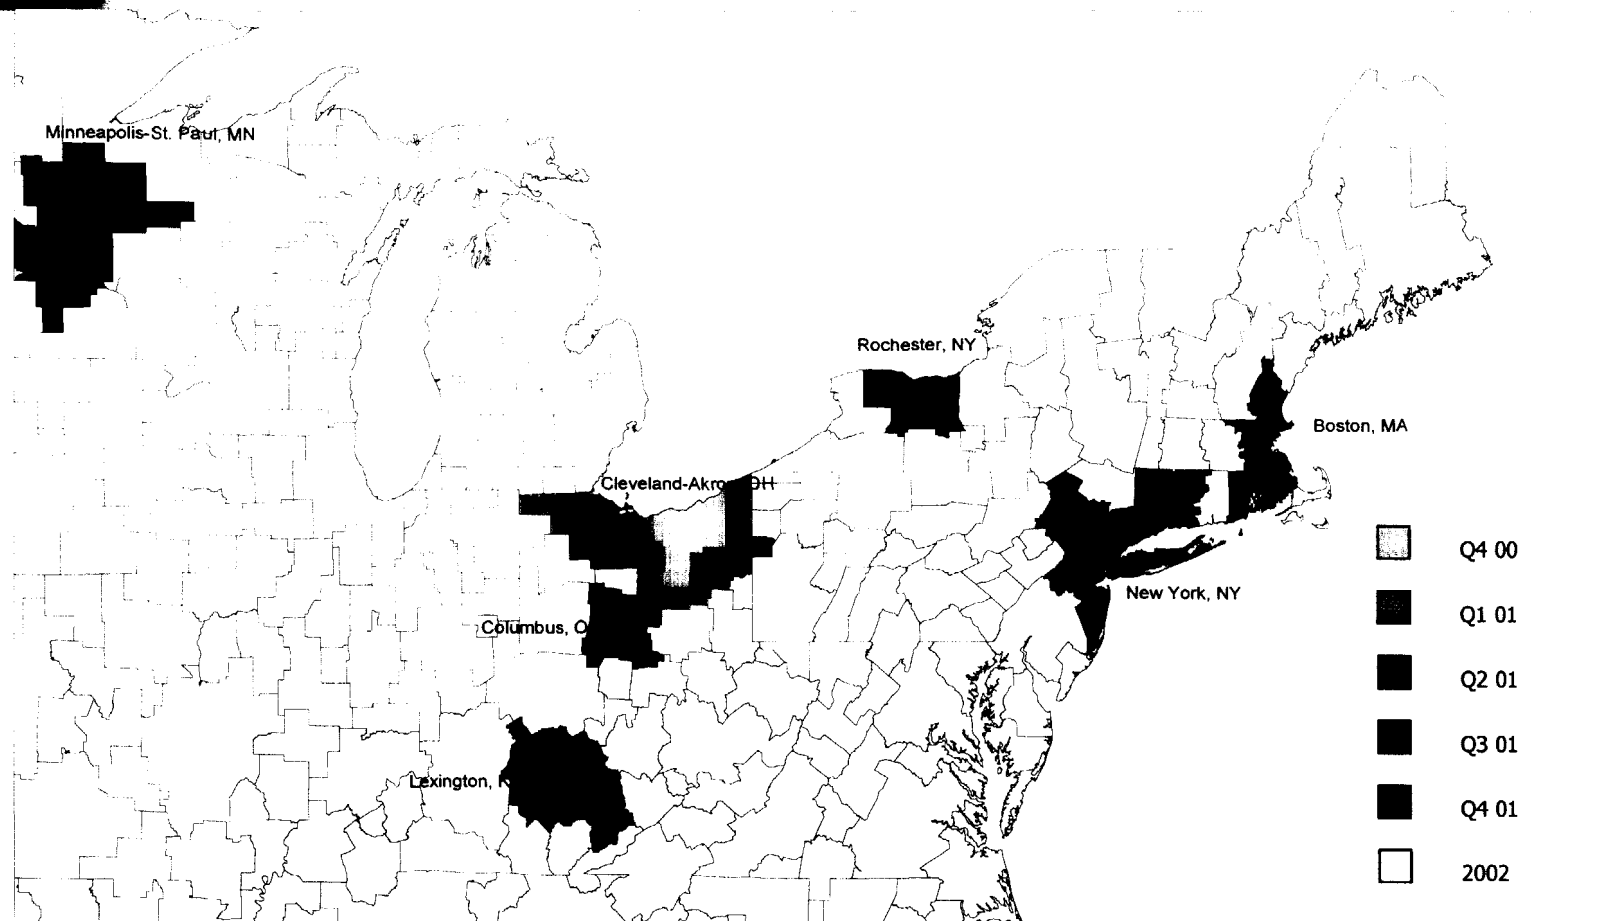 Minneapolis-St. Paul, MN
Rochester, NY
Boston, MA
Cleveland-Akro OH
Q4 00
New York, NY
Q1 01
Columbus, O
Q2 01
Q3 01
Lexington, K
Q4 01
2002